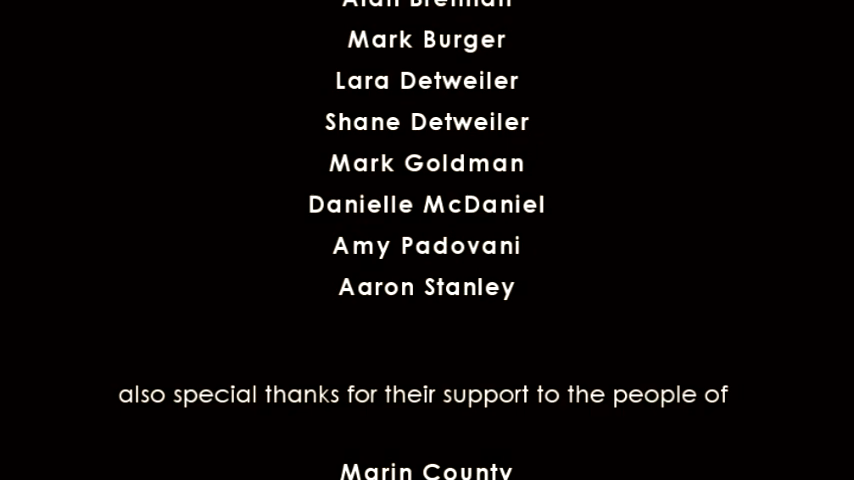 Mark Burger
Lara Detweiler
Shane Detweiler
Mark Goldman
Danielle McDaniel
Amy Padovani
Aaron Stanley
also special thanks for their support to the people of
Marin County